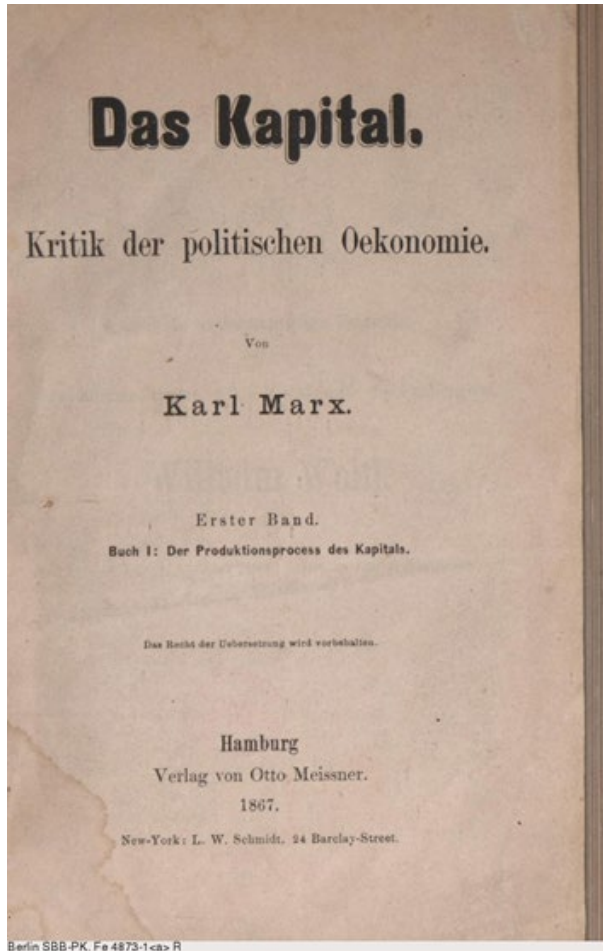 Das Kapital.
Kritik der politischen Oekonomie.
Von
Karl Marx.
Erster Band.
Buch I: Der Produktionsprocess des Kapitals.
Das Recht der Uebersetzung wird vorbehalten.
Hamburg
Verlag von Otto Meissner.
1867.
New-York: L. W. Schmidt. 24 Barclay-Street.
Berlin SBB-PK, Fe 4873-1<a> R